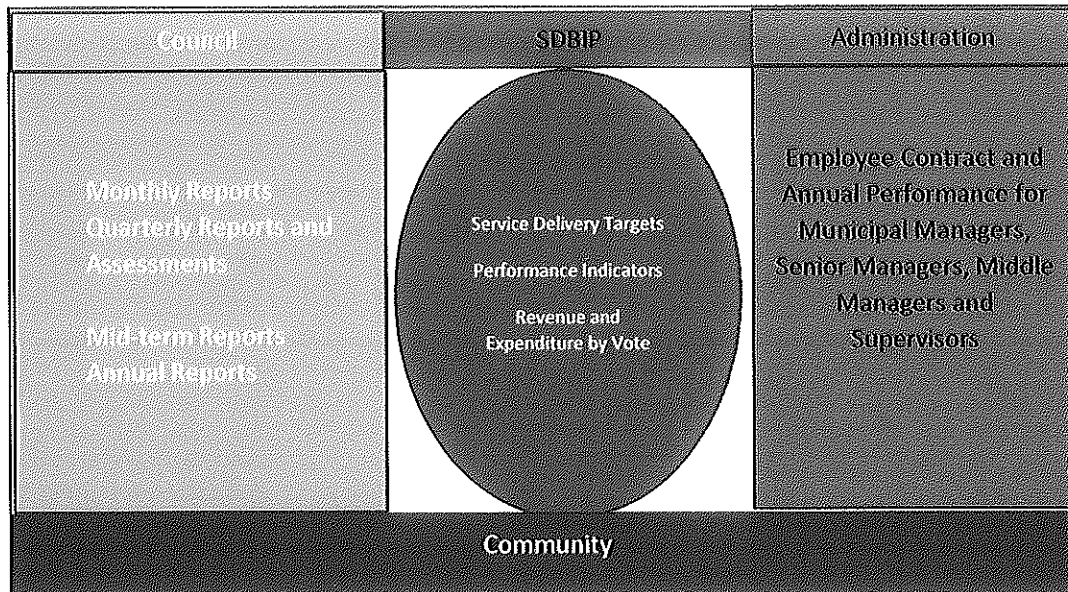 Council
SDBIP
Administration
Monthly Reports
Quarterly Reports and
Assessments
Mid-term Reports
Annual Reports
Service Delivery Targets
Performance Indicators
Revenue and
Expenditure by Vote
Employee Contract and
Annual Performance for
Municipal Managers,
Senior Managers, Middle
Managers and
Supervisors
Community